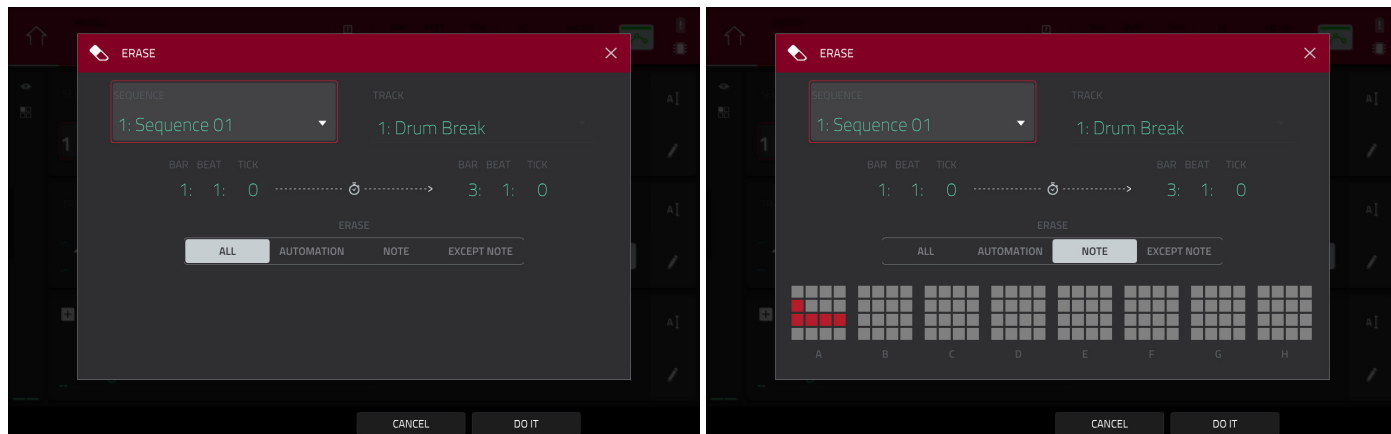 ERASE
SEQUENCE TRACK
1: Sequence 01 1: Drum Break
BAR BEAT TICK BAR BEAT TICK
1: 1: 0 3: 1: 0
ERASE
ALL AUTOMATION NOTE EXCEPT NOTE
CANCEL DO IT
ERASE
SEQUENCE TRACK
1: Sequence 01 1: Drum Break
BAR BEAT TICK BAR BEAT TICK
1: 1: 0 3: 1: 0
ERASE
ALL AUTOMATION NOTE EXCEPT NOTE
A B C D E F G H
CANCEL DO IT